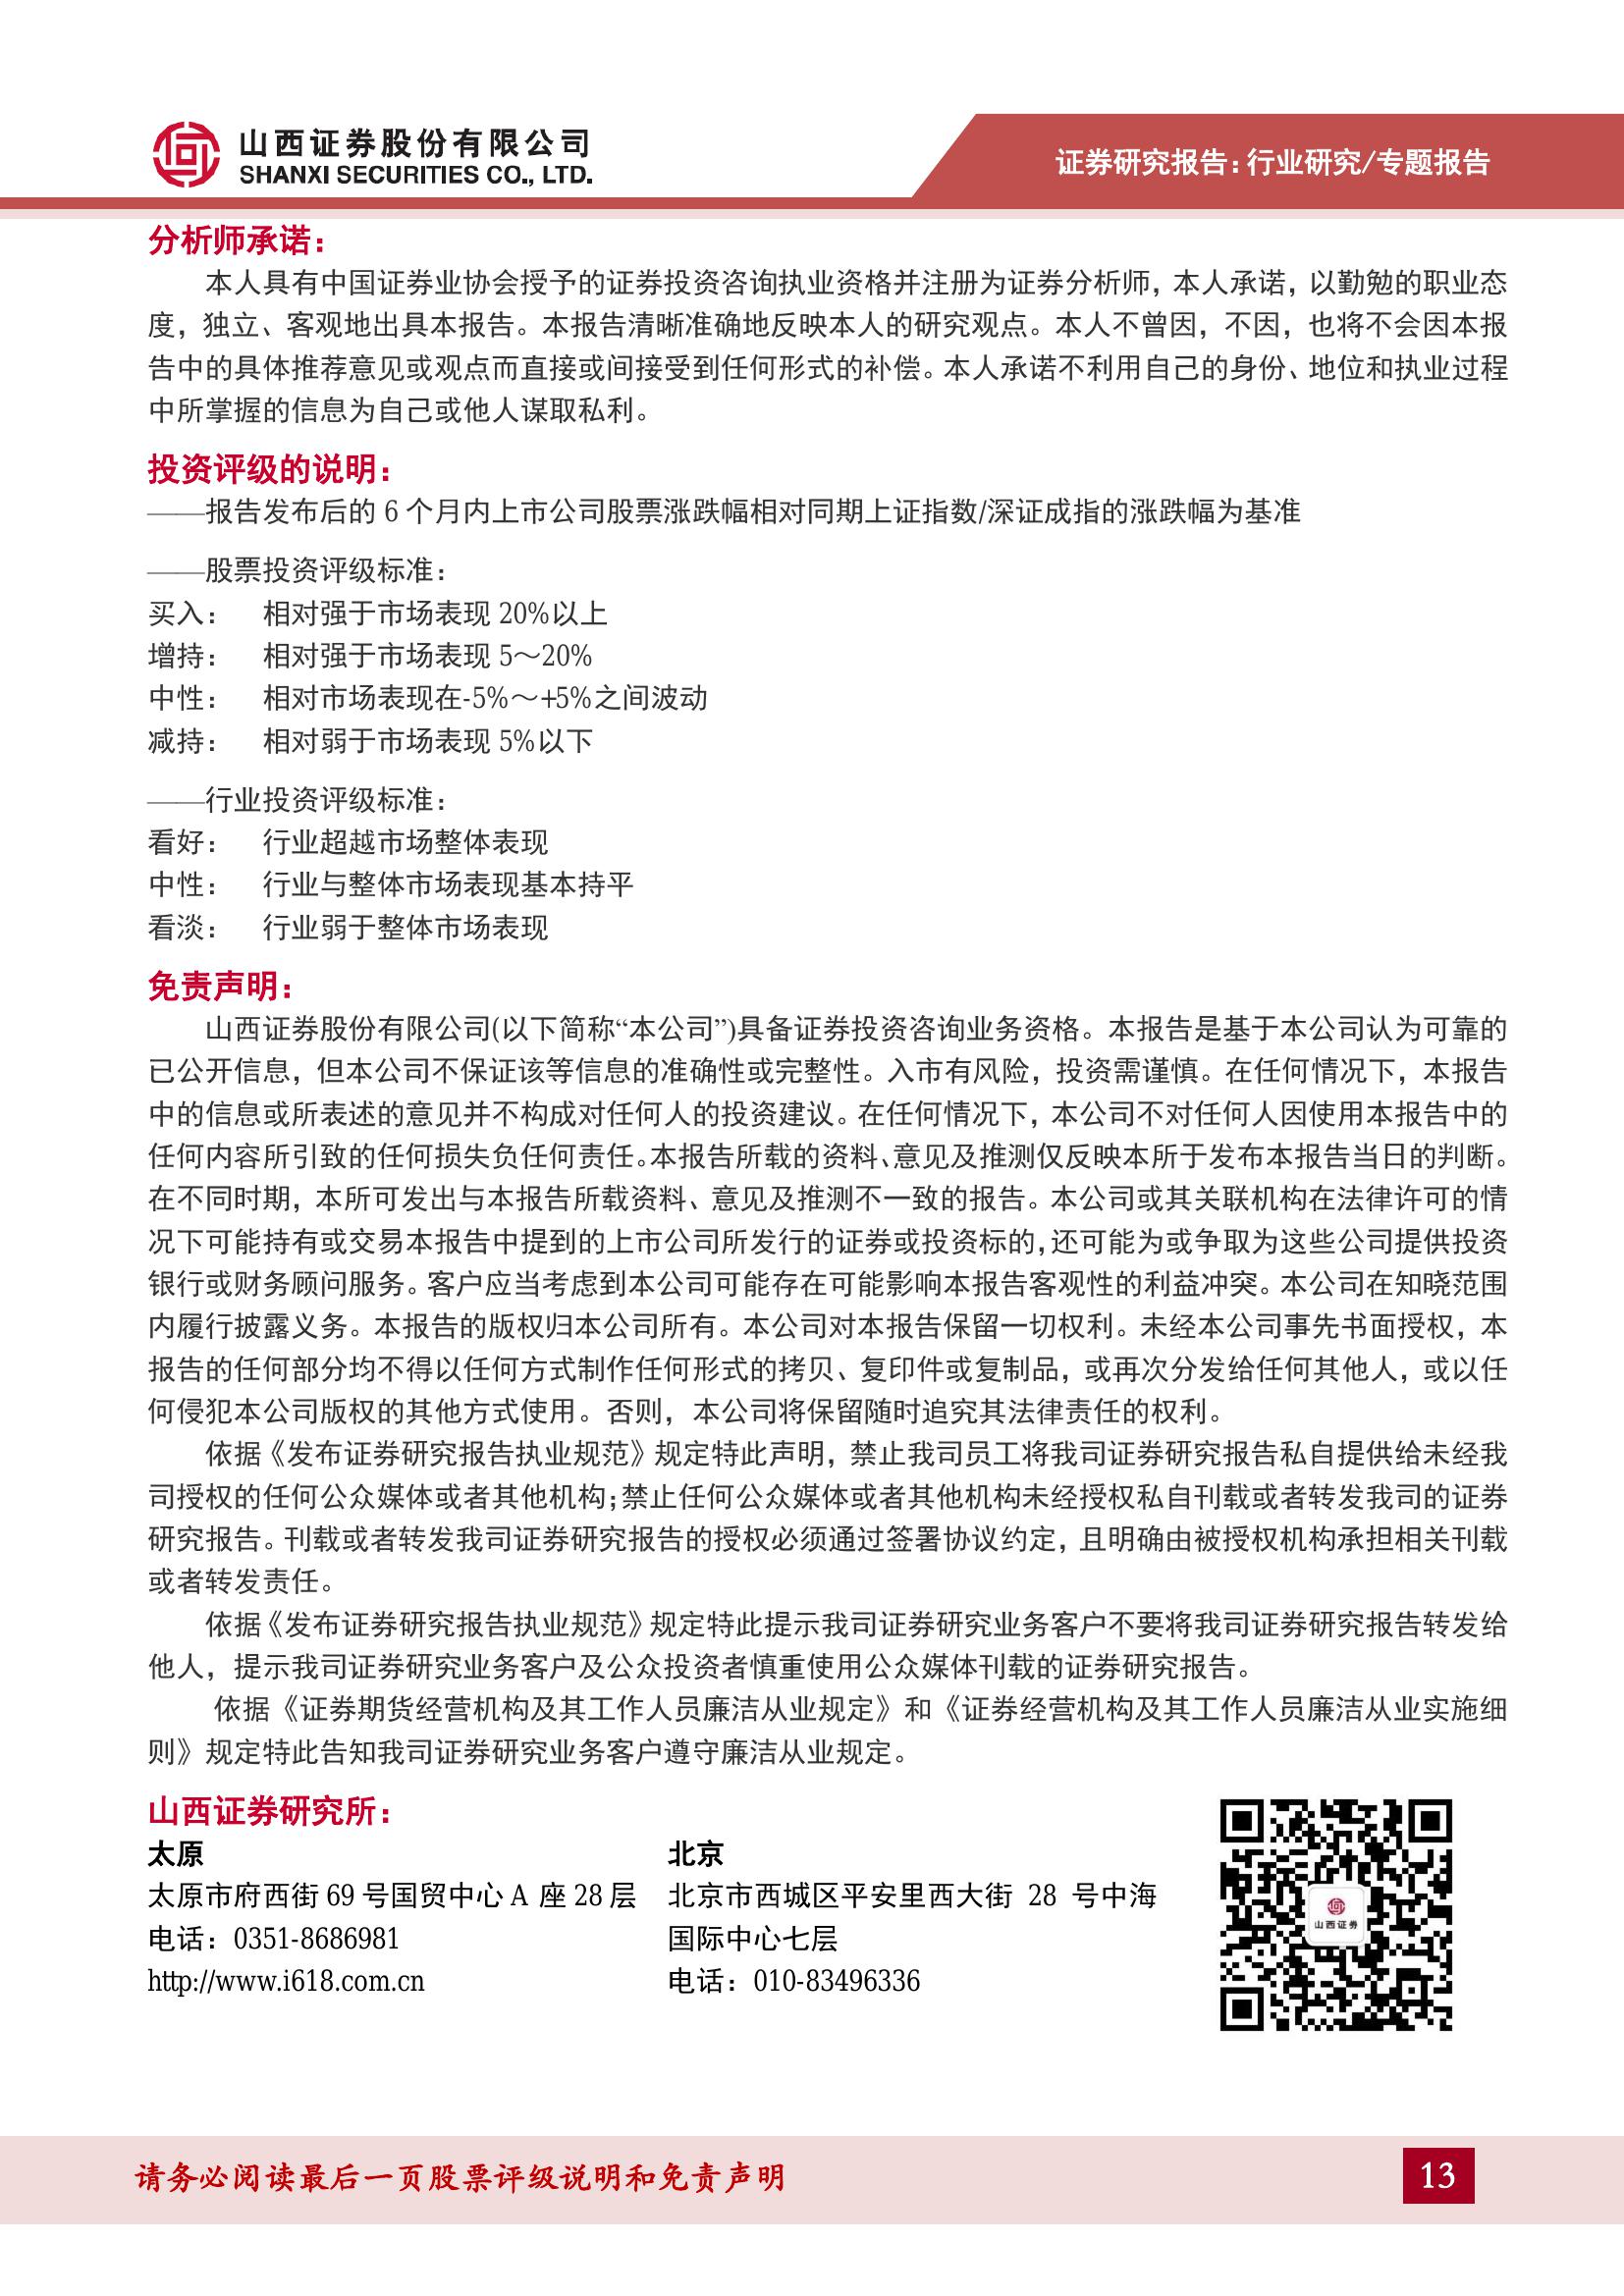 山西证券股份有限公司
SHANXI SECURITIES CO., LTD.
证券研究报告：行业研究/专题报告
分析师承诺：
本人具有中国证券业协会授予的证券投资咨询执业资格并注册为证券分析师，本人承诺，以勤勉的职业态
度，独立、客观地出具本报告。本报告清晰准确地反映本人的研究观点。本人不曾因，不因，也将不会因本报
告中的具体推荐意见或观点而直接或间接受到任何形式的补偿。本人承诺不利用自己的身份、地位和执业过程
中所掌握的信息为自己或他人谋取私利。
投资评级的说明：
——报告发布后的 6 个月内上市公司股票涨跌幅相对同期上证指数/深证成指的涨跌幅为基准
——股票投资评级标准：
买入： 相对强于市场表现 20%以上
增持： 相对强于市场表现 5～20%
中性： 相对市场表现在-5%～+5%之间波动
减持： 相对弱于市场表现 5%以下
——行业投资评级标准：
看好： 行业超越市场整体表现
中性： 行业与整体市场表现基本持平
看淡： 行业弱于整体市场表现
免责声明：
山西证券股份有限公司(以下简称“本公司”)具备证券投资咨询业务资格。本报告是基于本公司认为可靠的
已公开信息，但本公司不保证该等信息的准确性或完整性。入市有风险，投资需谨慎。在任何情况下，本报告
中的信息或所表述的意见并不构成对任何人的投资建议。在任何情况下，本公司不对任何人因使用本报告中的
任何内容所引致的任何损失负任何责任。本报告所载的资料、意见及推测仅反映本所于发布本报告当日的判断。
在不同时期，本所可发出与本报告所载资料、意见及推测不一致的报告。本公司或其关联机构在法律许可的情
况下可能持有或交易本报告中提到的上市公司所发行的证券或投资标的，还可能为或争取为这些公司提供投资
银行或财务顾问服务。客户应当考虑到本公司可能存在可能影响本报告客观性的利益冲突。本公司在知晓范围
内履行披露义务。本报告的版权归本公司所有。本公司对本报告保留一切权利。未经本公司事先书面授权，本
报告的任何部分均不得以任何方式制作任何形式的拷贝、复印件或复制品，或再次分发给任何其他人，或以任
何侵犯本公司版权的其他方式使用。否则，本公司将保留随时追究其法律责任的权利。
依据《发布证券研究报告执业规范》规定特此声明，禁止我司员工将我司证券研究报告私自提供给未经我
司授权的任何公众媒体或者其他机构；禁止任何公众媒体或者其他机构未经授权私自刊载或者转发我司的证券
研究报告。刊载或者转发我司证券研究报告的授权必须通过签署协议约定，且明确由被授权机构承担相关刊载
或者转发责任。
依据《发布证券研究报告执业规范》规定特此提示我司证券研究业务客户不要将我司证券研究报告转发给
他人，提示我司证券研究业务客户及公众投资者慎重使用公众媒体刊载的证券研究报告。
依据《证券期货经营机构及其工作人员廉洁从业规定》和《证券经营机构及其工作人员廉洁从业实施细
则》规定特此告知我司证券研究业务客户遵守廉洁从业规定。
山西证券研究所：
太原
太原市府西街 69 号国贸中心 A 座 28 层
电话：0351-8686981
http://www.i618.com.cn
北京
北京市西城区平安里西大街 28 号中海
国际中心七层
电话：010-83496336
山西证券
请务必阅读最后一页股票评级说明和免责声明
13